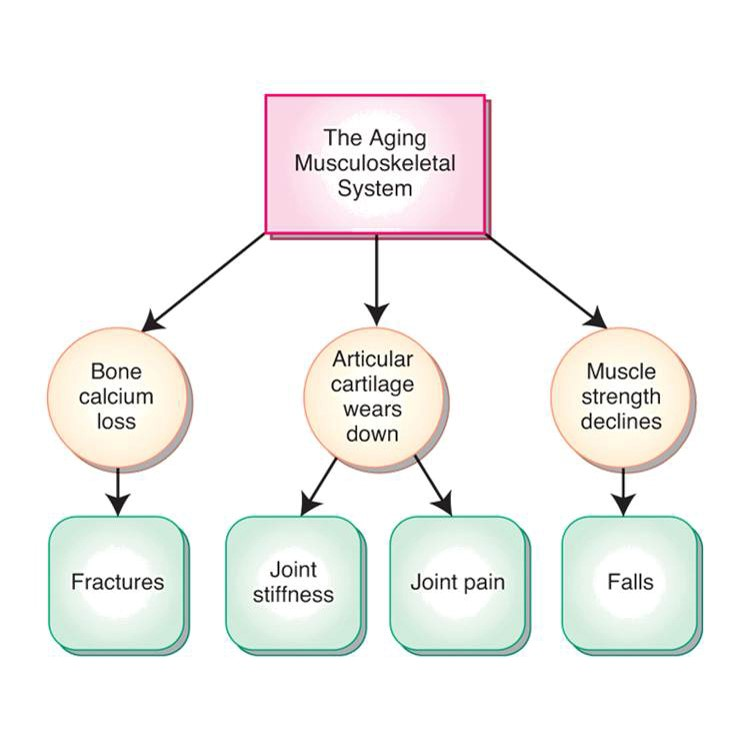 The Aging
Musculoskeletal
System
Bone
calcium
loss
Articular
cartilage
wears
down
Muscle
strength
declines
Fractures
Joint
stiffness
Joint pain
Falls